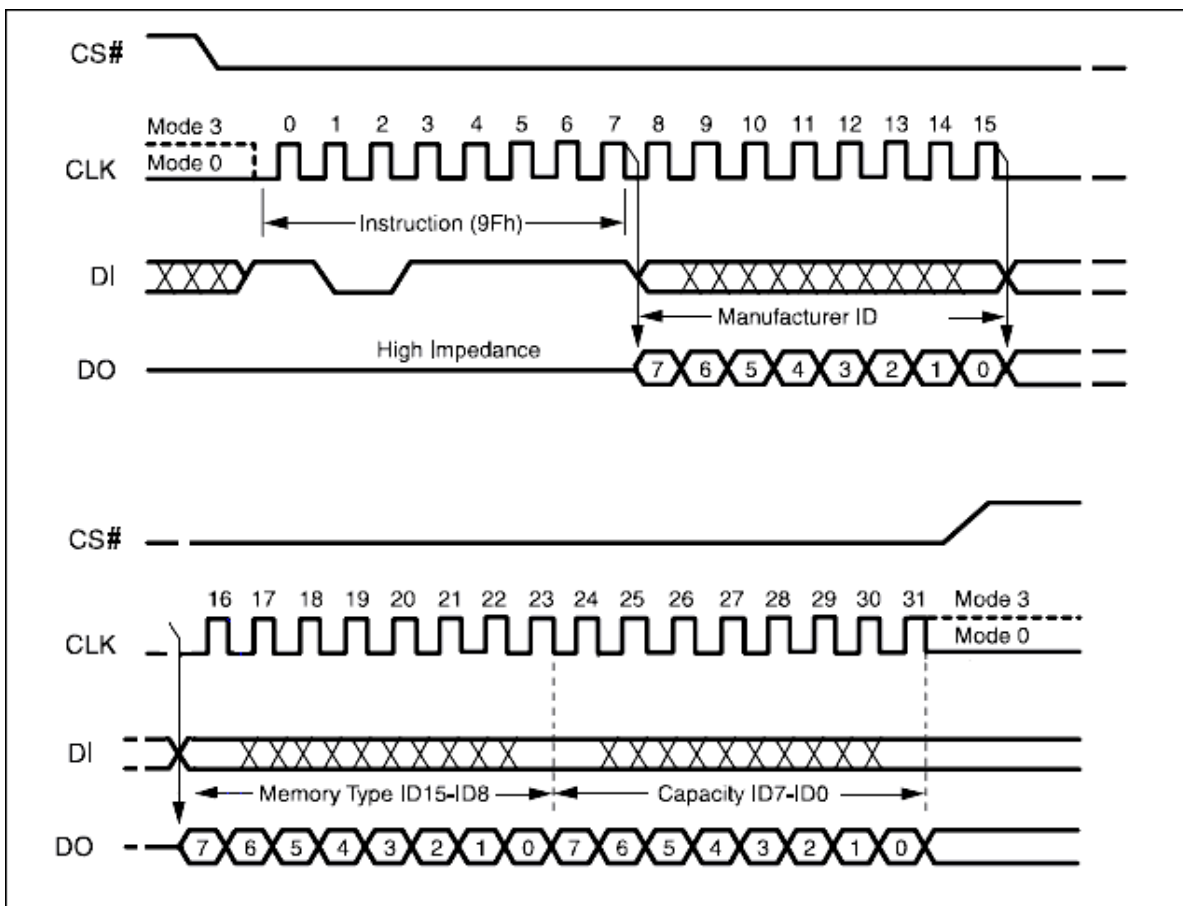 CS#
Mode 3
0 1 2 3 4 5 6 7 8 9 10 11 12 13 14 15
CLK
Mode 0
Instruction (9Fh)
DI
Manufacturer ID
High Impedance
DO
7 6 5 4 3 2 1 0
CS#
16 17 18 19 20 21 22 23 24 25 26 27 28 29 30 31
Mode 3
CLK
Mode 0
DI
Memory Type ID15-ID8
Capacity ID7-ID0
DO
7 6 5 4 3 2 1 0 7 6 5 4 3 2 1 0